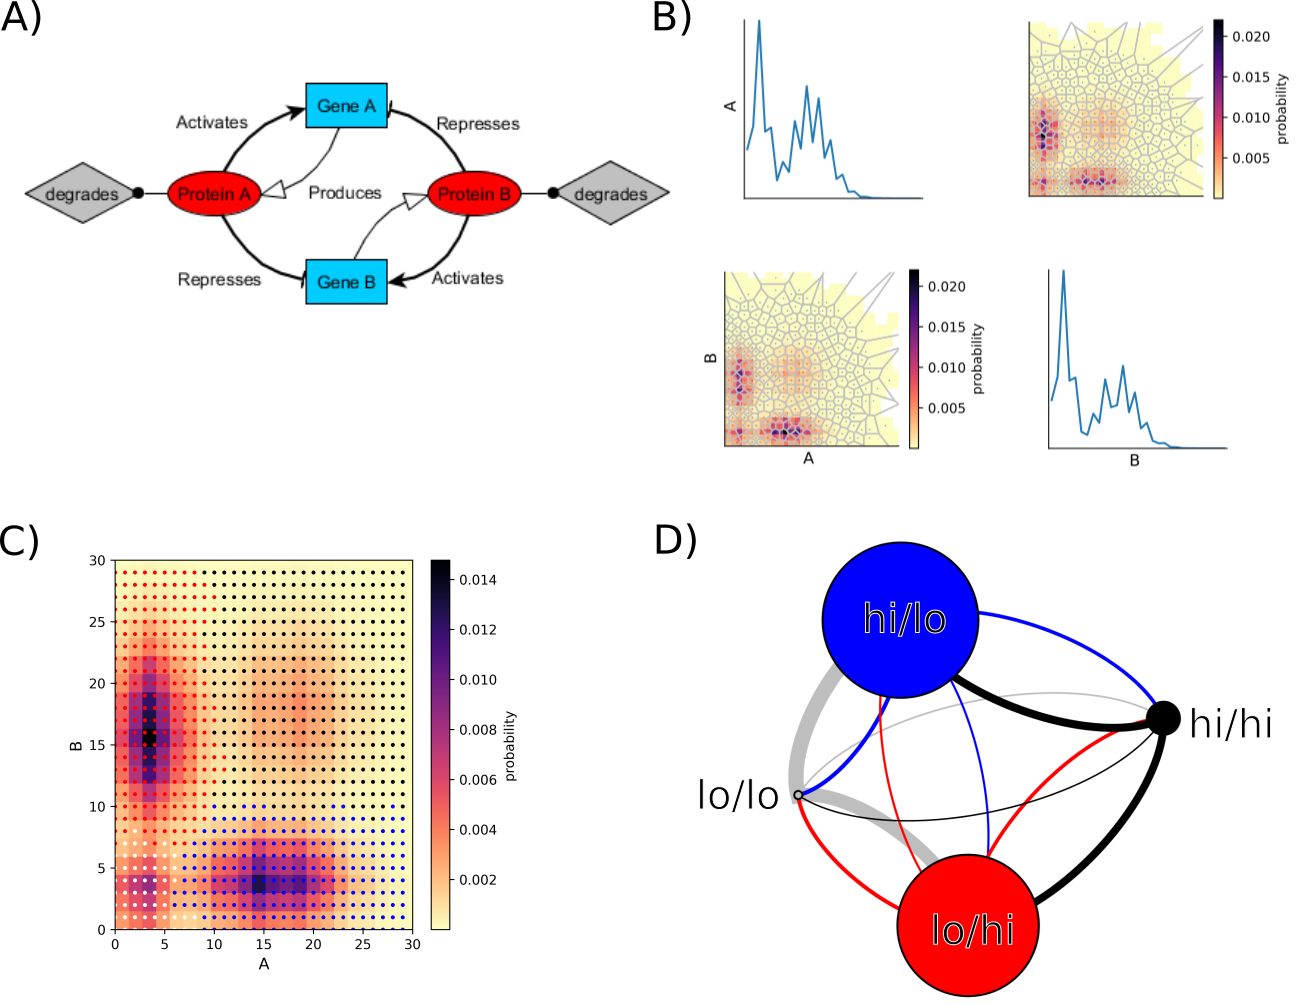 A)
Gene A
Activates
Represses
degrades
Protein A
Produces
Protein B
degrades
Represses
Gene B
Activates
B)
A
0.020
0.015
0.010
0.005
probability
B
A
0.020
0.015
0.010
0.005
probability
B
C)
30
25
20
15
10
5
0
B
0
5
10
15
20
25
30
A
0.014
0.012
0.010
0.008
0.006
0.004
0.002
probability
D)
hi/lo
hi/hi
lo/lo
lo/hi